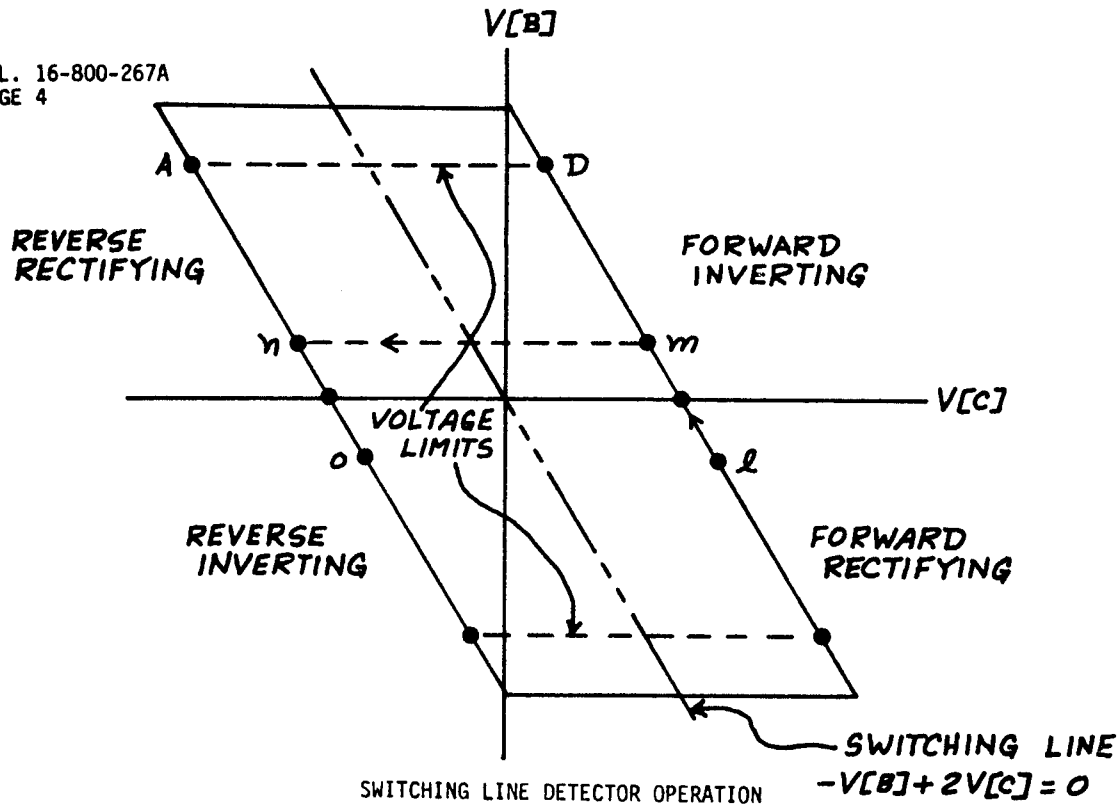 V[B]
L. 16-800-267A
GE 4
A
D
REVERSE
RECTIFYING
FORWARD
INVERTING
n
m
V[C]
VOLTAGE
LIMITS
o
l
REVERSE
INVERTING
FORWARD
RECTIFYING
SWITCHING LINE
-V[B]+2V[C]=0
SWITCHING LINE DETECTOR OPERATION